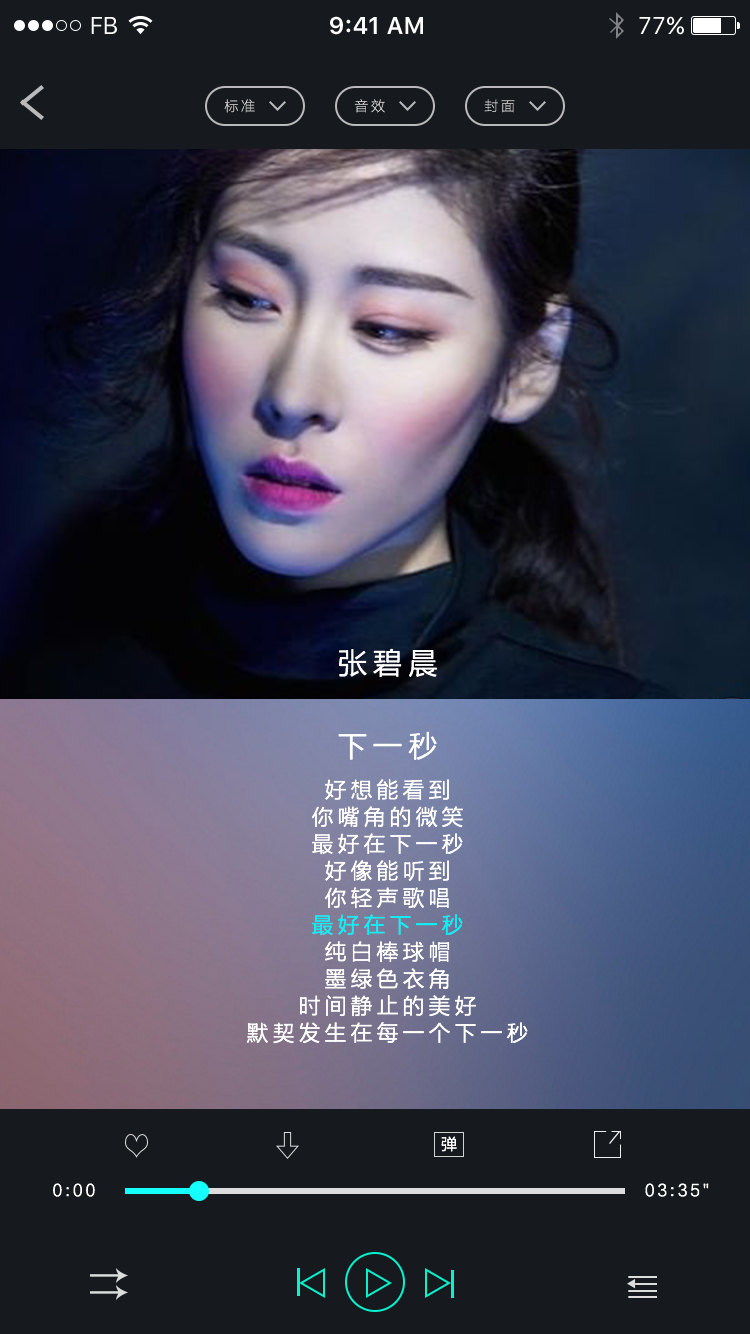 FB 9:41 AM 77%
标准 音效 封面
张碧晨
下一秒
好想能看到
你嘴角的微笑
最好在下一秒
好像能听到
你轻声歌唱
最好在下一秒
纯白棒球帽
墨绿色衣角
时间静止的美好
默契发生在每一个下一秒
弹
0:00 03:35"